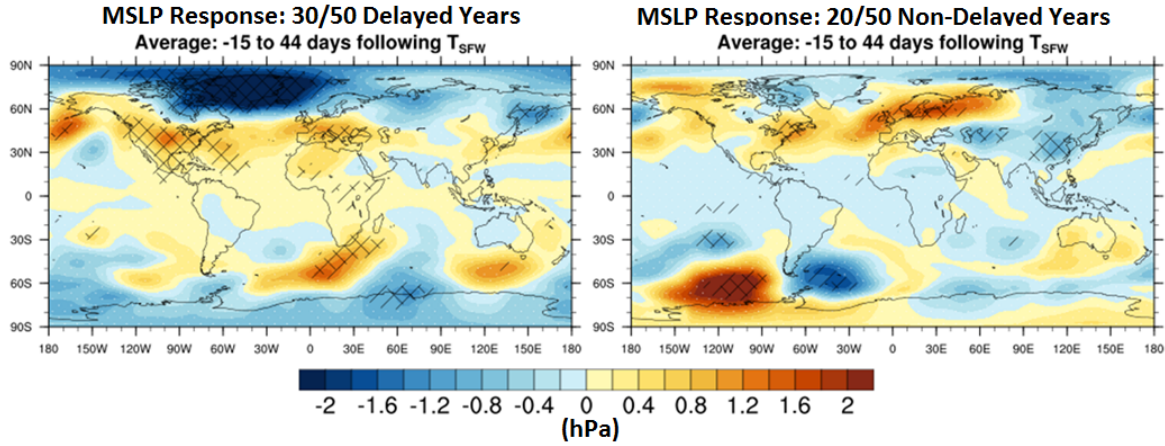 MSLP Response: 30/50 Delayed Years
Average: -15 to 44 days following TSFW
90N
60N
30N
0
30S
60S
90S
180 150W 120W 90W 60W 30W 0 30E 60E 90E 120E 150E 180
MSLP Response: 20/50 Non-Delayed Years
Average: -15 to 44 days following TSFW
90N
60N
30N
0
30S
60S
90S
180 150W 120W 90W 60W 30W 0 30E 60E 90E 120E 150E 180
-2 -1.6 -1.2 -0.8 -0.4 0 0.4 0.8 1.2 1.6 2
(hPa)